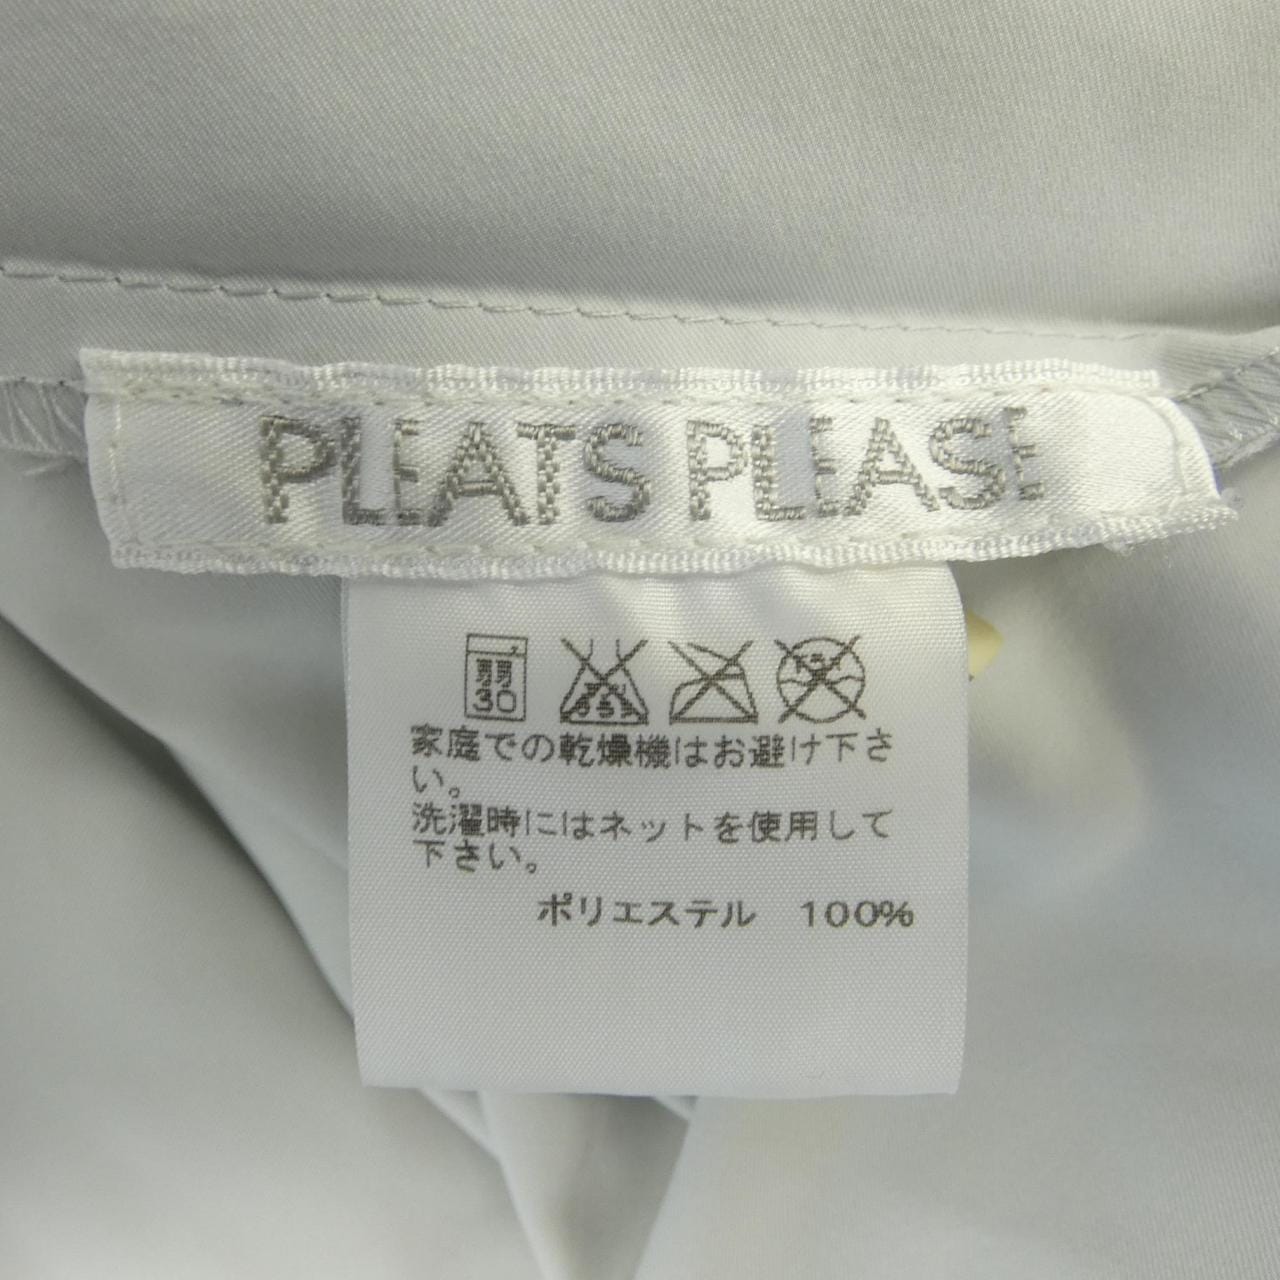 PLEATS PLEASE
弱
30
家庭での乾燥機はお避け下さ
い。
洗濯時にはネットを使用して
下さい。
ポリエステル 100%